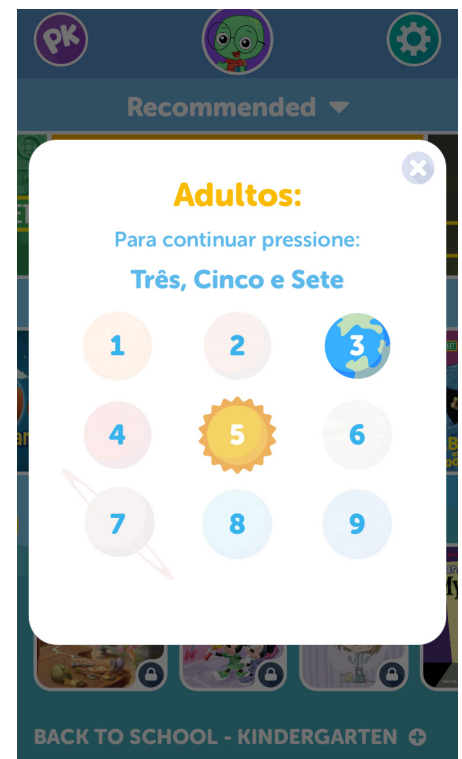 PK
Recommended
Adultos:
Para continuar pressione:
Três, Cinco e Sete
1 2 3
4 5 6
7 8 9
BACK TO SCHOOL - KINDERGARTEN